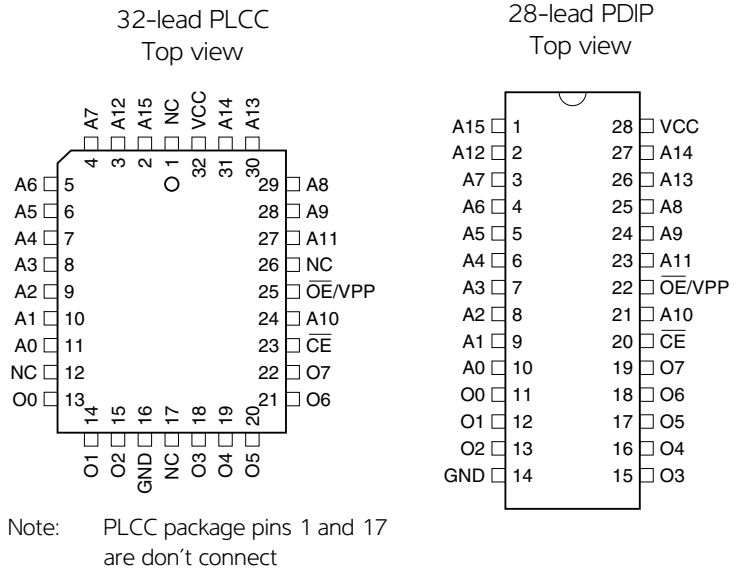 32-lead PLCC
Top view
A7
A12
A15
NC
VCC
A14
A13
4
3
2
1
32
31
30
A6 5
A5 6
A4 7
A3 8
A2 9
A1 10
A0 11
NC 12
O0 13
29 A8
28 A9
27 A11
26 NC
25 OE/VPP
24 A10
23 CE
22 O7
21 O6
14
15
16
17
18
19
20
O1
O2
GND
NC
O3
O4
O5
Note: PLCC package pins 1 and 17
are don’t connect
28-lead PDIP
Top view
A15 1 28 VCC
A12 2 27 A14
A7 3 26 A13
A6 4 25 A8
A5 5 24 A9
A4 6 23 A11
A3 7 22 OE/VPP
A2 8 21 A10
A1 9 20 CE
A0 10 19 O7
O0 11 18 O6
O1 12 17 O5
O2 13 16 O4
GND 14 15 O3